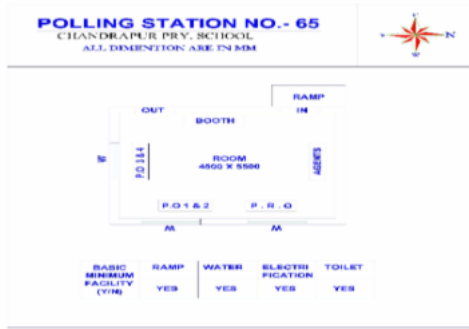 POLLING STATION NO.- 65
CHANDRAPUR PRY. SCHOOL
ALL DIMENTION ARE IN MM
N
RAMP
OUT
IN
BOOTH
W
P.O 3&4
ROOM
4500 X 5500
AGENTS
P.O 1 & 2
P . R . O
W
W
BASIC MINIMUM FACILITY (Y/N)
RAMP
WATER
ELECTRI FICATION
TOILET
YES
YES
YES
YES